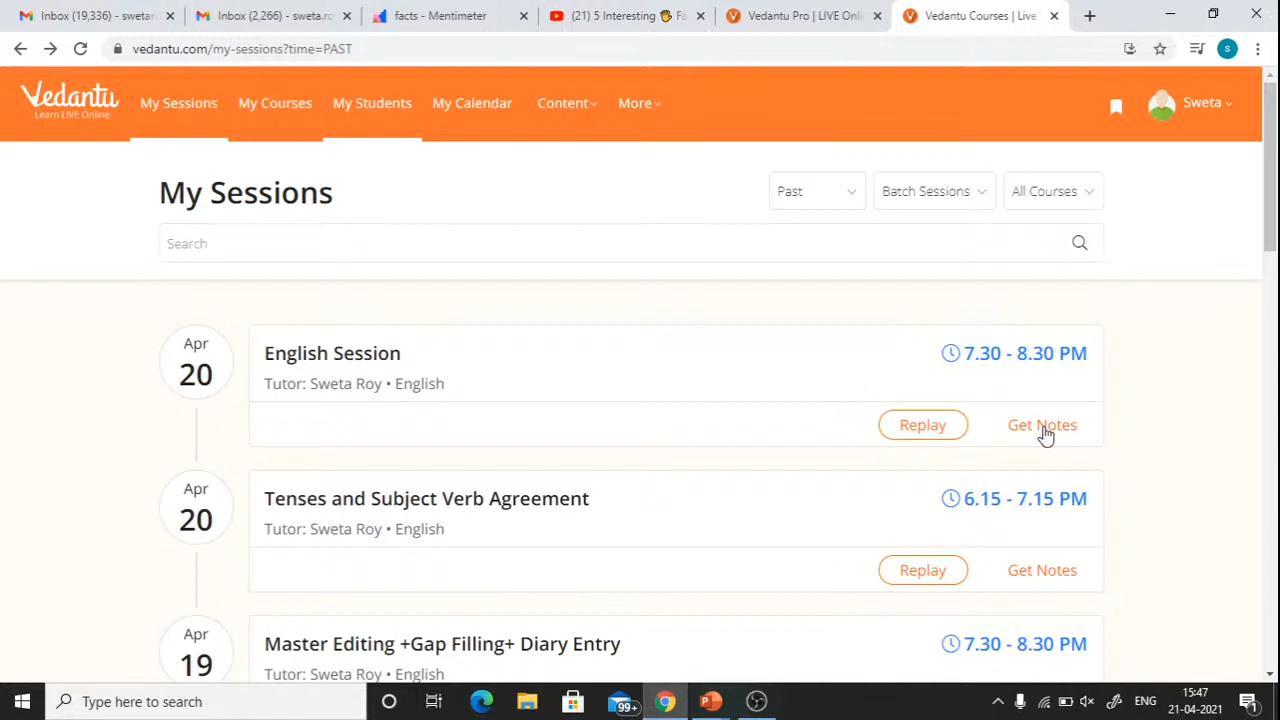 Inbox (19,336) - swetan.
Inbox (2,266) - sweta.ro
facts - Mentimeter
(21) 5 Interesting 👋 Fa
Vedantu Pro | LIVE Onli
Vedantu Courses | Live
vedantu.com/my-sessions?time=PAST
s
Vedantu
Learn LIVE Online
My Sessions
My Courses
My Students
My Calendar
Content
More
Sweta
My Sessions
Past
Batch Sessions
All Courses
Search
Apr
20
English Session
7.30 - 8.30 PM
Tutor: Sweta Roy • English
Replay
Get Notes
Apr
20
Tenses and Subject Verb Agreement
6.15 - 7.15 PM
Tutor: Sweta Roy • English
Replay
Get Notes
Apr
19
Master Editing +Gap Filling+ Diary Entry
7.30 - 8.30 PM
Tutor: Sweta Roy • English
Type here to search
99+
ENG
15:47
21-04-2021
1